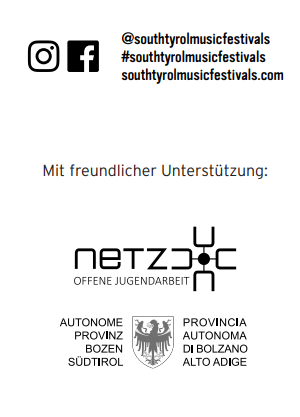 @southtyrolmusicfestivals
#southtyrolmusicfestivals
southtyrolmusicfestivals.com
Mit freundlicher Unterstützung:
netz
OFFENE JUGENDARBEIT
AUTONOME PROVINZ BOZEN SÜDTIROL
PROVINCIA AUTONOMA DI BOLZANO ALTO ADIGE